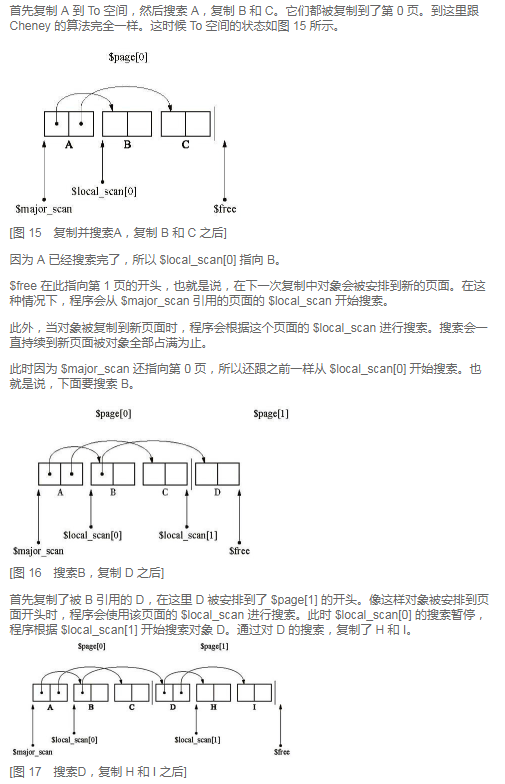 首先复制 A 到 To 空间，然后搜索 A，复制 B 和 C。它们都被复制到了第 0 页。到这里跟
Cheney 的算法完全一样。这时候 To 空间的状态如图 15 所示。
$page[0]
A B C
$local_scan[0]
$major_scan $free
[图 15 复制并搜索A，复制 B 和 C 之后]
因为 A 已经搜索完了，所以 $local_scan[0] 指向 B。
$free 在此指向第 1 页的开头，也就是说，在下一次复制中对象会被安排到新的页面。在这
种情况下，程序会从 $major_scan 引用的页面的 $local_scan 开始搜索。
此外，当对象被复制到新页面时，程序会根据这个页面的 $local_scan 进行搜索。搜索会一
直持续到新页面被对象全部占满为止。
此时因为 $major_scan 还指向第 0 页，所以还跟之前一样从 $local_scan[0] 开始搜索。也
就是说，下面要搜索 B。
$page[0] $page[1]
A B C D
$local_scan[0] $local_scan[1]
$major_scan $free
[图 16 搜索B，复制 D 之后]
首先复制了被 B 引用的 D，在这里 D 被安排到了 $page[1] 的开头。像这样对象被安排到页
面开头时，程序会使用该页面的 $local_scan 进行搜索。此时 $local_scan[0] 的搜索暂停，
程序根据 $local_scan[1] 开始搜索对象 D。通过对 D 的搜索，复制了 H 和 I。
$page[0] $page[1]
A B C D H I
$local_scan[0] $local_scan[1]
$major_scan $free
[图 17 搜索D，复制 H 和 I 之后]